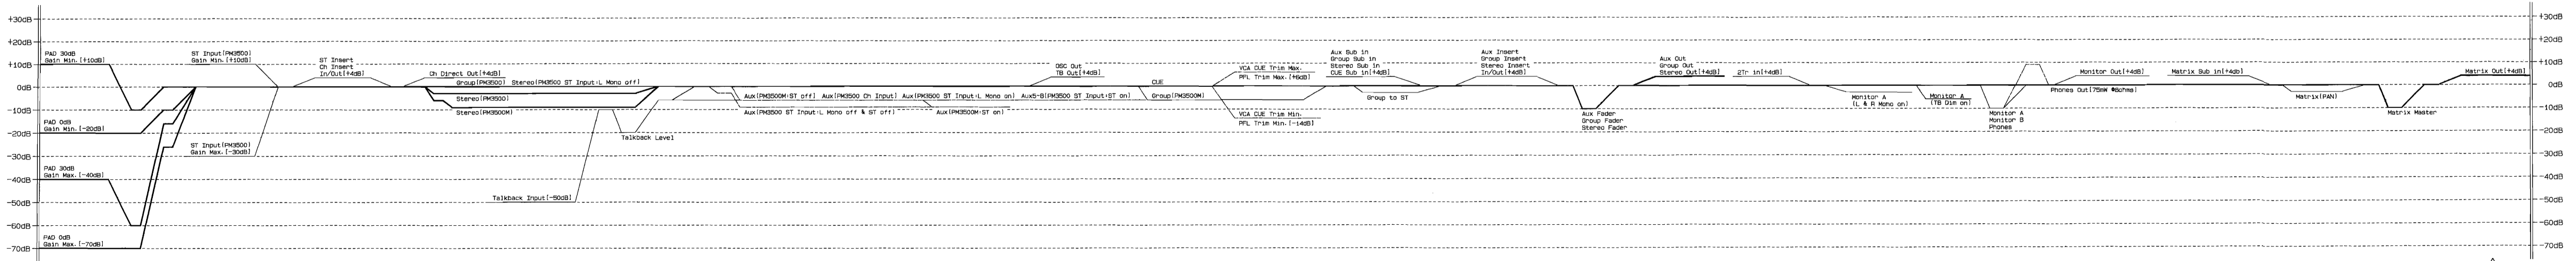 +30dB
+20dB
+10dB
0dB
-10dB
-20dB
-30dB
-40dB
-50dB
-60dB
-70dB
PAD 30dB
Gain Min.[+10dB]
PAD 0dB
Gain Min.[-20dB]
PAD 30dB
Gain Max.[-40dB]
PAD 0dB
Gain Max.[-70dB]
ST Input(PM3500)
Gain Min.[+10dB]
ST Input(PM3500)
Gain Max.[-30dB]
ST Insert
Ch Insert
In/Out[+4dB]
Ch Direct Out[+4dB]
Group(PM3500)
Stereo(PM3500 ST Input:L Mono off)
Stereo(PM3500)
Stereo(PM3500M)
Talkback Input[-50dB]
Talkback Level
Aux(PM3500M:ST off)
Aux(PM3500 Ch Input)
Aux(PM3500 ST Input:L Mono on)
Aux5-8(PM3500 ST Input:ST on)
Aux(PM3500 ST Input:L Mono off & ST off)
Aux(PM3500M:ST on)
OSC Out
TB Out[+4dB]
CUE
Group(PM3500M)
VCA CUE Trim Max.
PFL Trim Max.[+6dB]
VCA CUE Trim Min.
PFL Trim Min.[-14dB]
Aux Sub in
Group Sub in
Stereo Sub in
CUE Sub in[+4dB]
Group to ST
Aux Insert
Group Insert
Stereo Insert
In/Out[+4dB]
Aux Fader
Group Fader
Stereo Fader
Aux Out
Group Out
Stereo Out[+4dB]
2Tr in[+4dB]
Monitor A
(L & R Mono on)
Monitor A
(TB Dim on)
Monitor A
Monitor B
Phones
Monitor Out[+4dB]
Phones Out[75mW @8ohms]
Matrix Sub in[+4db]
Matrix(PAN)
Matrix Master
Matrix Out[+4dB]
+30dB
+20dB
+10dB
0dB
-10dB
-20dB
-30dB
-40dB
-50dB
-60dB
-70dB